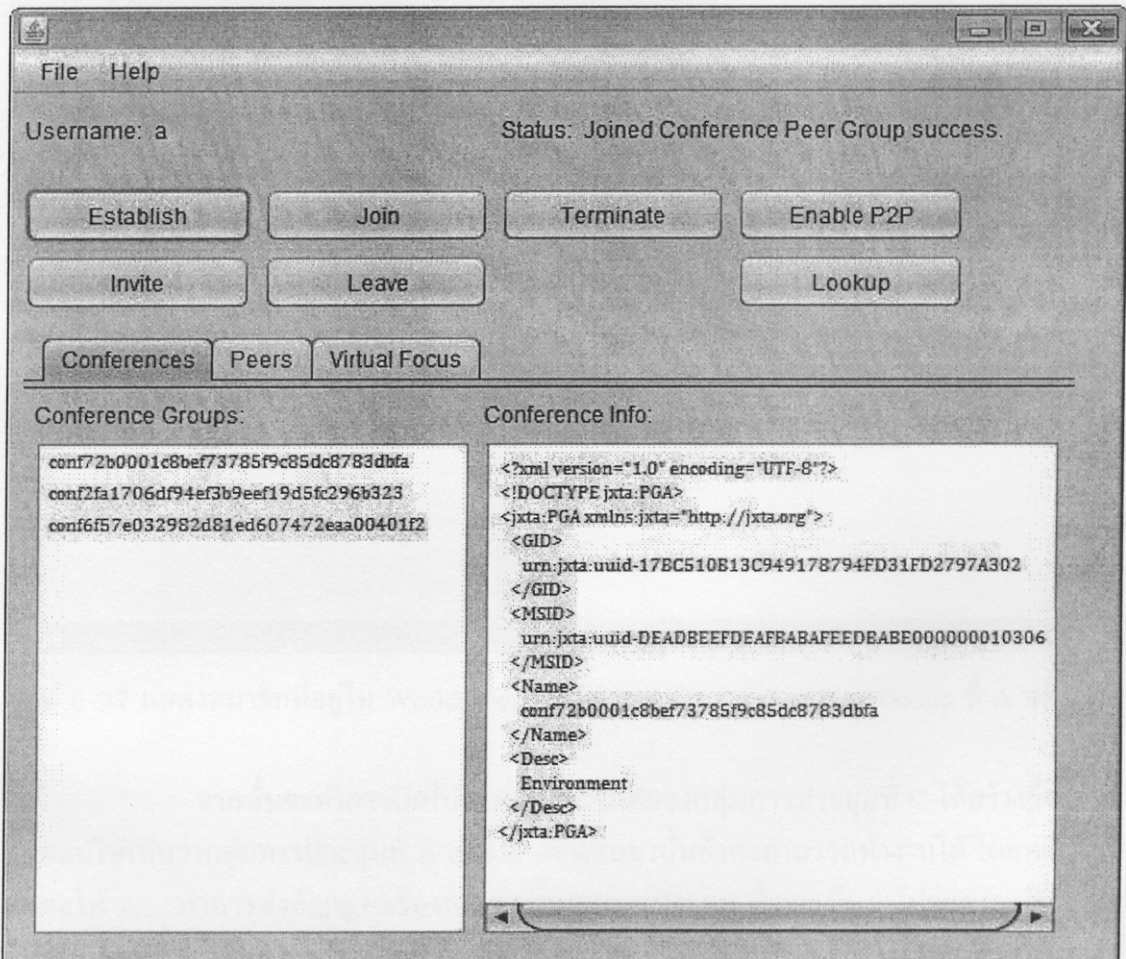 File Help
Username: a
Status: Joined Conference Peer Group success.
Establish Join Terminate Enable P2P
Invite Leave Lookup
Conferences Peers Virtual Focus
Conference Groups:
conf72b0001c8bef73785f9c85dc8783dbfa
conf2fa1706df94ef3b9eef19d5fc296b323
conf6f57e032982d81ed607472eaa00401f2
Conference Info:
<?xml version="1.0" encoding="UTF-8"?>
<!DOCTYPE jxta:PGA>
<jxta:PGA xmlns:jxta="http://jxta.org">
<GID>
urn:jxta:uuid-17BC510B13C949178794FD31FD2797A302
</GID>
<MSID>
urn:jxta:uuid-DEADBEEFDEAFBABAFEEDBABE000000010306
</MSID>
<Name>
conf72b0001c8bef73785f9c85dc8783dbfa
</Name>
<Desc>
Environment
</Desc>
</jxta:PGA>